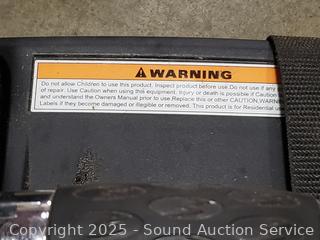 ⚠ WARNING
Do not allow Children to use this product. Inspect product before use. Do not use if any
of repair. Use Caution when using this equipment. Injury or death is possible if Caution
and understand the Owners Manual prior to use. Replace this or other CAUTION, WARN
Labels if they become damaged or illegible or removed. This product is for Residential us
Copyright 2025 - Sound Auction Service